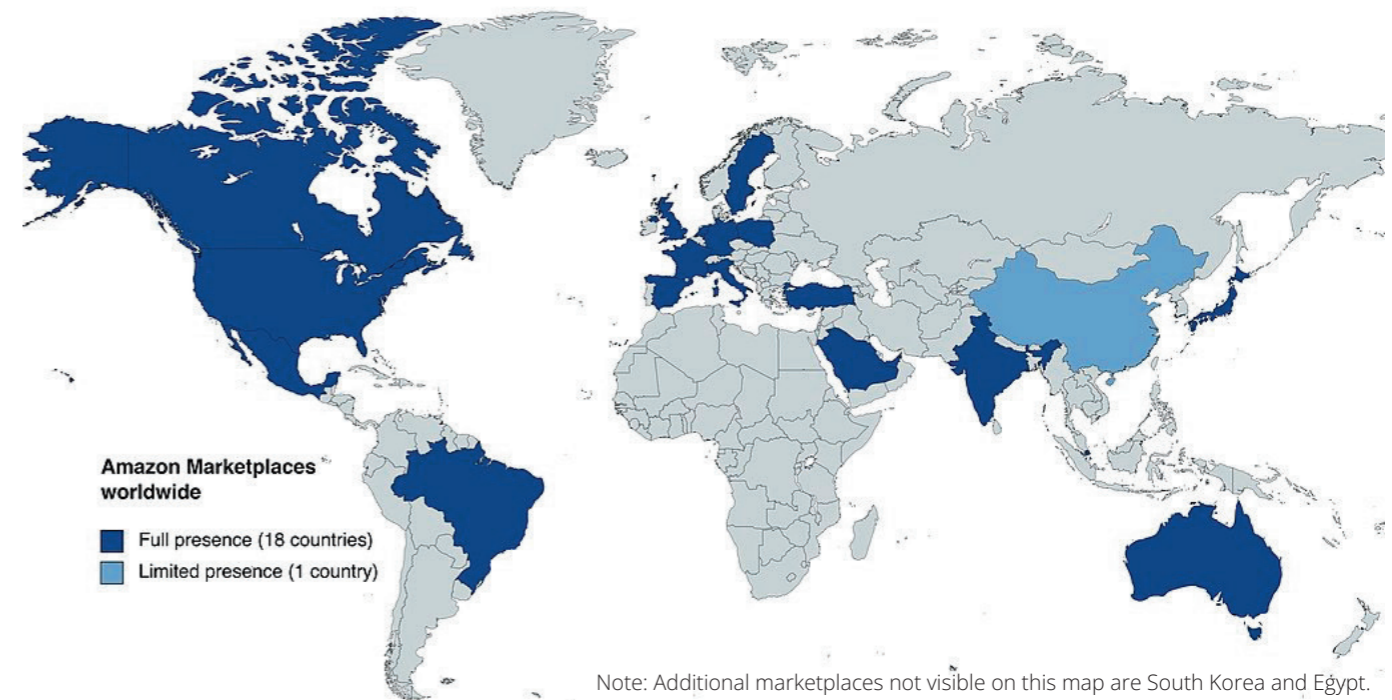 Amazon Marketplaces
worldwide
Full presence (18 countries)
Limited presence (1 country)
Note: Additional marketplaces not visible on this map are South Korea and Egypt.